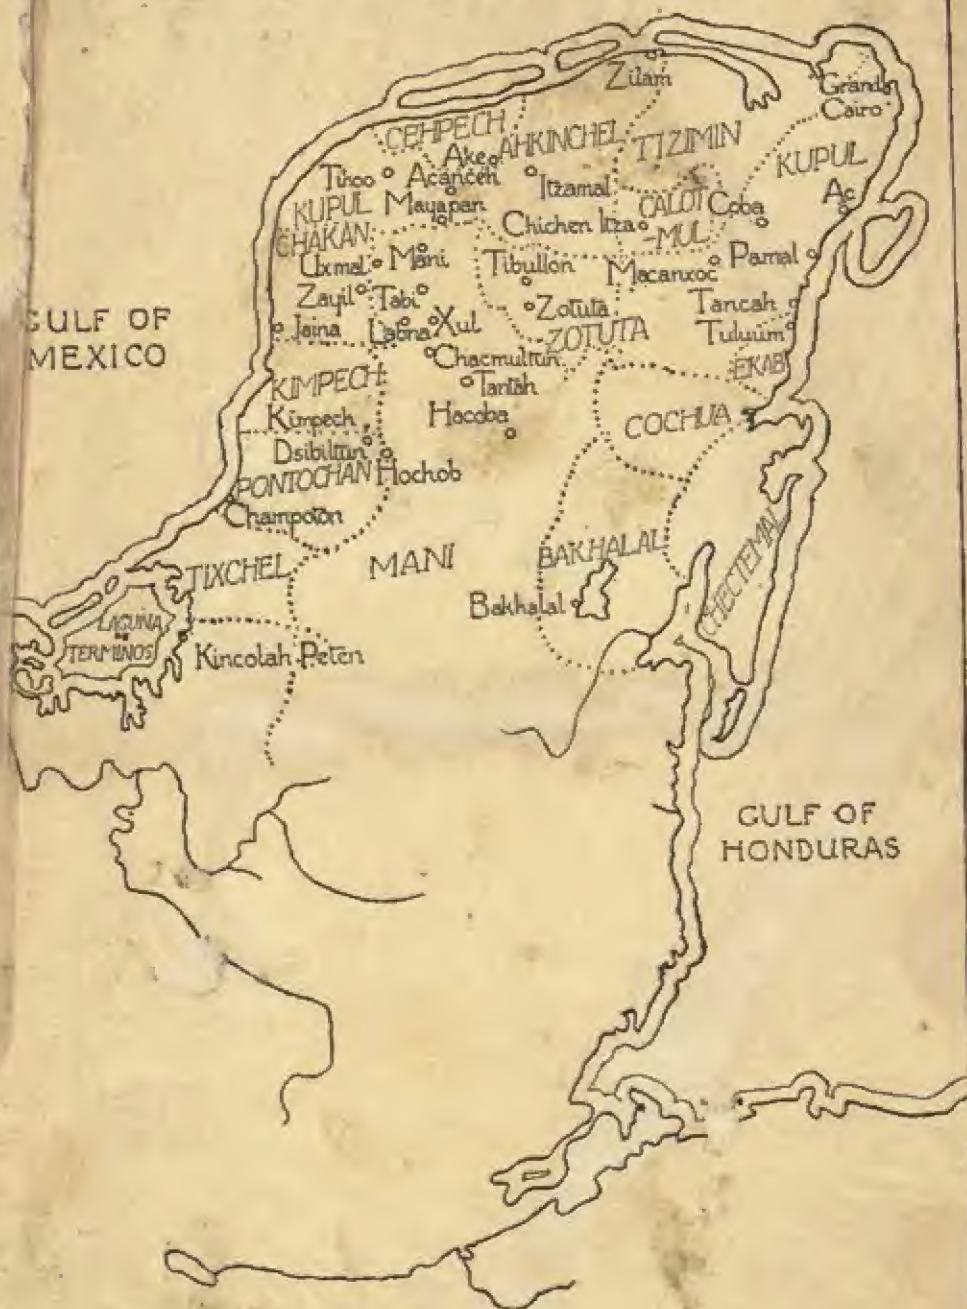 Zilam
Grand
Cairo
CEHPECH
AHKINCHEL
TIZIMIN
Ake
KUPUL
Tihoo
Acanceh
Itzamal
KUPUL
Mayapan
CALOT
-MUL
Coba
Ac
Chichen Itza
CHAKAN
Uxmal
Mani
Tibullon
Macanxoc
Pamal
Zayil
Tabi
Zotuta
Tancah
GULF OF
MEXICO
Jaina
Labna
Xul
ZOTUTA
Tuluum
Chacmultun
EKAB
KIMPECH
Tantah
Kimpech
Hacoba
COCHUA
Dsibiltun
PONTOCHAN
Hochob
Champoton
TIXCHEL
MANI
BAKHALAL
CHECTEMAL
Bakhalal
LAGUNA
DE
TERMINOS
Kincolah Peten
GULF OF
HONDURAS